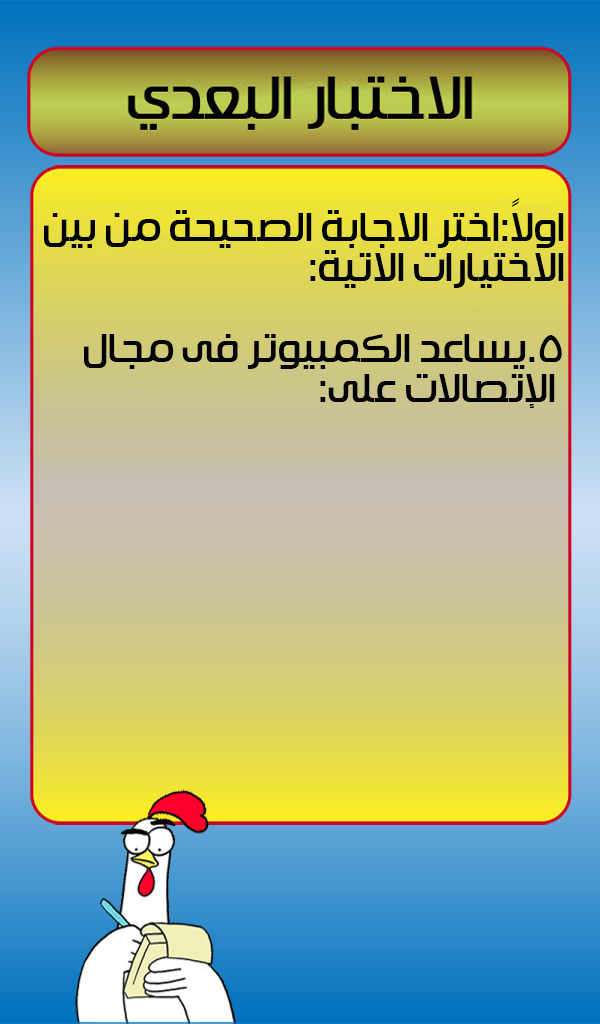 الاختبار البعدي
اولاً:اختر الاجابة الصحيحة من بين
الاختيارات الاتية:
٥.يساعد الكمبيوتر فى مجال
الإتصالات على: